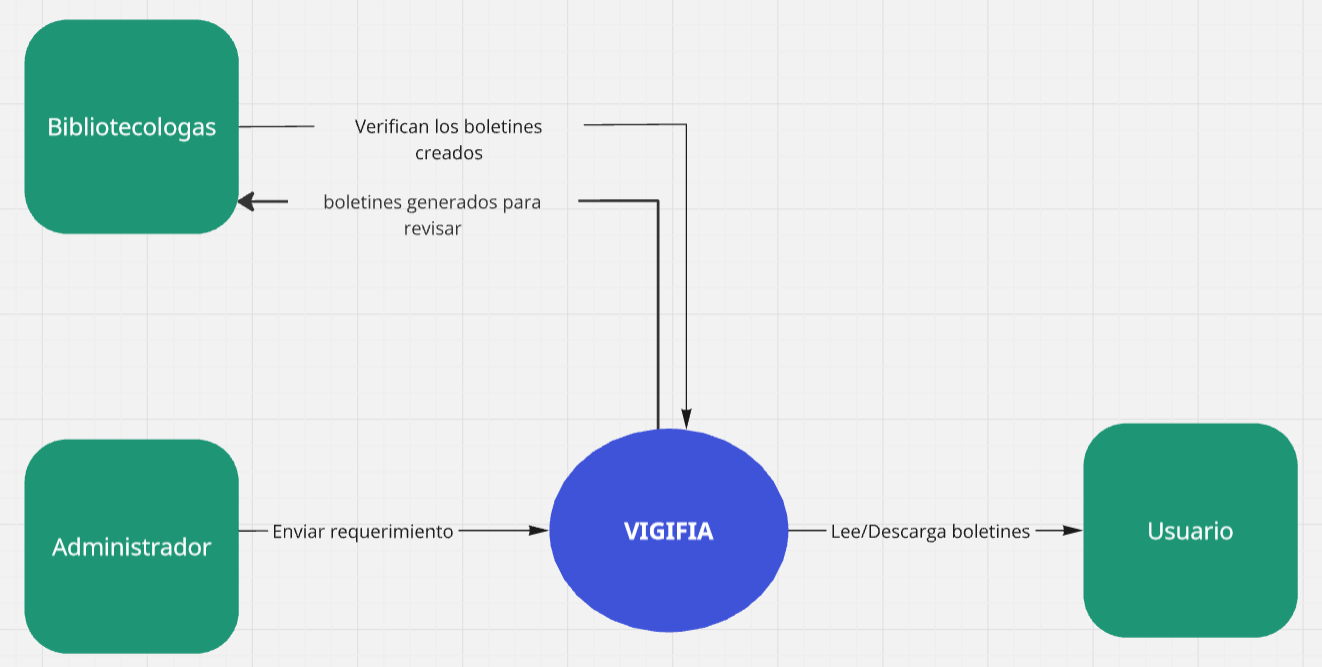 Bibliotecologas
Verifican los boletines
creados
boletines generados para
revisar
Administrador
Enviar requerimiento
VIGIFIA
Lee/Descarga boletines
Usuario